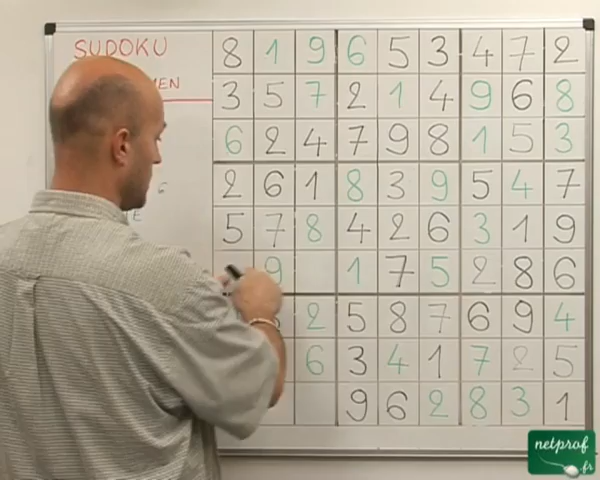 SUDOKU
8 1 9 6 5 3 4 7 2
3 5 7 2 1 4 9 6 8
6 2 4 7 9 8 1 5 3
2 6 1 8 3 9 5 4 7
5 7 8 4 2 6 3 1 9
9 1 7 5 2 8 6
2 5 8 7 6 9 4
6 3 4 1 7 2 5
9 6 2 8 3 1
netprof
.fr